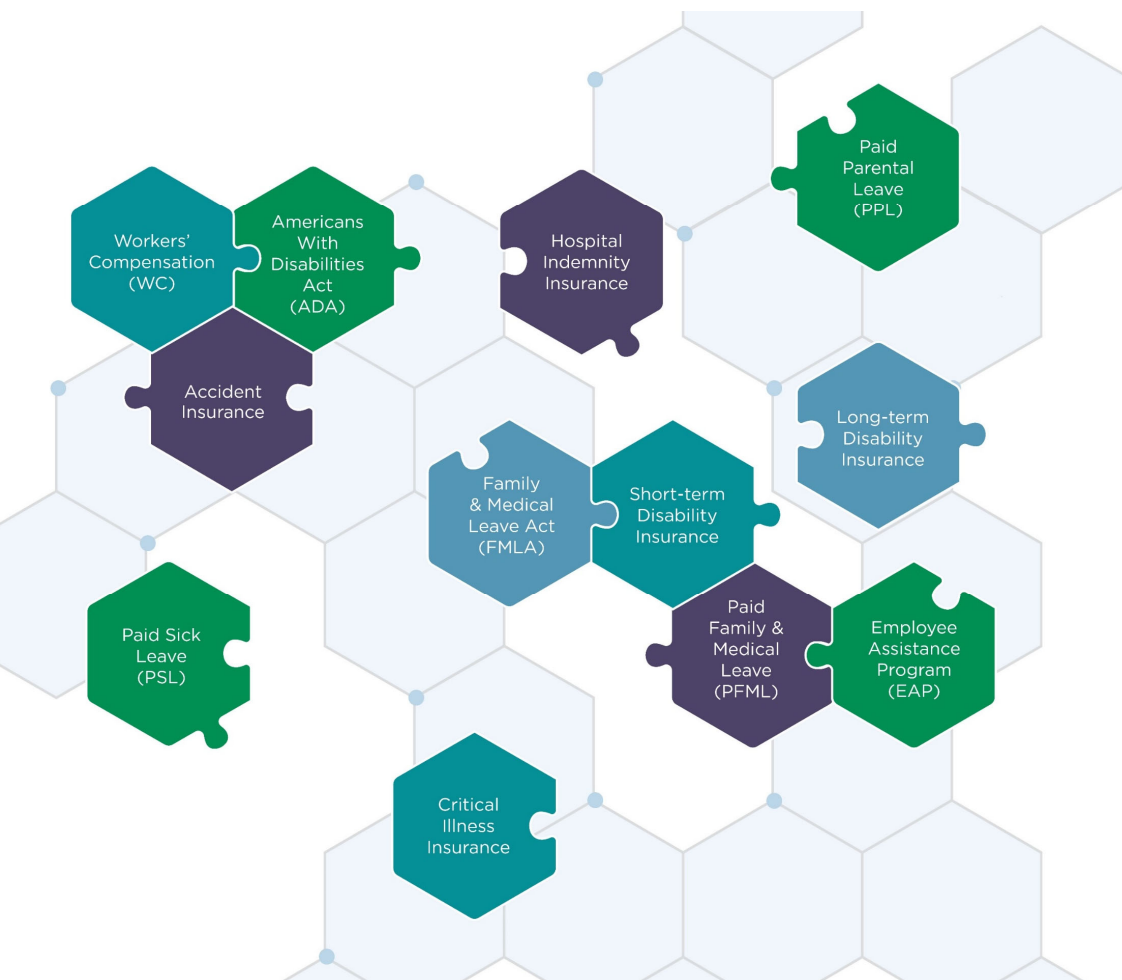 Paid
Parental
Leave
(PPL)
Workers'
Compensation
(WC)
Americans
With
Disabilities
Act
(ADA)
Hospital
Indemnity
Insurance
Accident
Insurance
Long-term
Disability
Insurance
Family
& Medical
Leave Act
(FMLA)
Short-term
Disability
Insurance
Paid
Family &
Medical
Leave
(PFML)
Employee
Assistance
Program
(EAP)
Paid Sick
Leave
(PSL)
Critical
Illness
Insurance